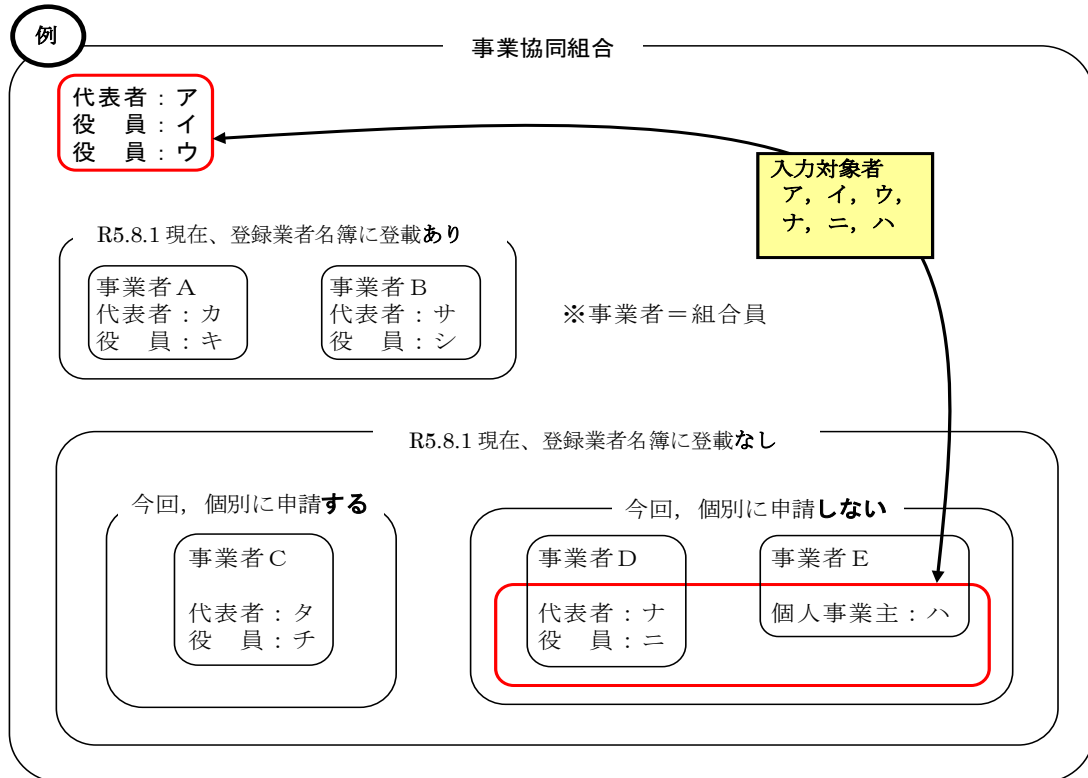 例
事業協同組合
代表者：ア
役　員：イ
役　員：ウ
入力対象者
ア，イ，ウ，
ナ，ニ，ハ
R5.8.1 現在、登録業者名簿に登載あり
事業者Ａ
代表者：カ
役　員：キ
事業者Ｂ
代表者：サ
役　員：シ
※事業者＝組合員
R5.8.1 現在、登録業者名簿に登載なし
今回，個別に申請する
事業者Ｃ
代表者：タ
役　員：チ
今回，個別に申請しない
事業者Ｄ
代表者：ナ
役　員：ニ
事業者Ｅ
個人事業主：ハ